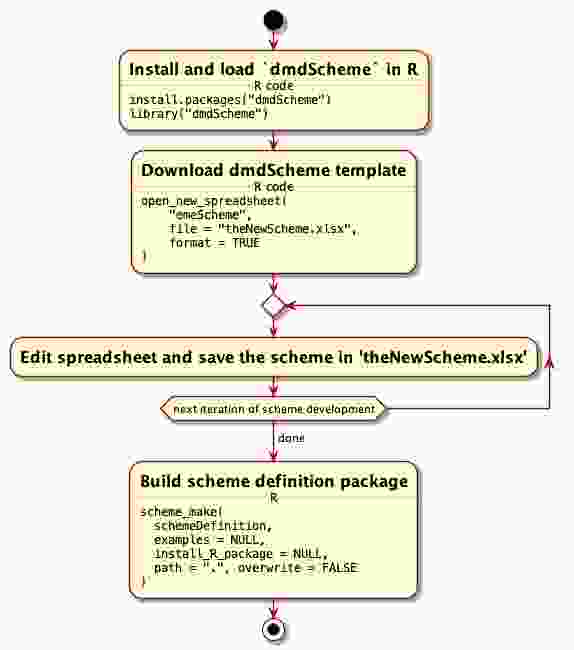 Install and load `dmdScheme` in R
R code
install.packages("dmdScheme")
library("dmdScheme")
Download dmdScheme template
R code
open_new_spreadsheet(
"emeScheme",
file = "theNewScheme.xlsx",
format = TRUE
)
Edit spreadsheet and save the scheme in 'theNewScheme.xlsx'
next iteration of scheme development
done
Build scheme definition package
R
scheme_make(
schemeDefinition,
examples = NULL,
install_R_package = NULL,
path = ".", overwrite = FALSE
)